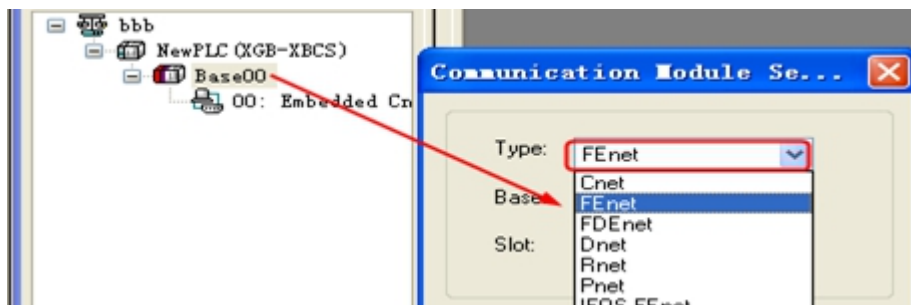 bbb
NewPLC (XGB-XBCS)
Base00
00: Embedded Cn
Communication Module Se...
Type: FEnet
Cnet
Base
FEnet
FDEnet
Slot:
Dnet
Rnet
Pnet